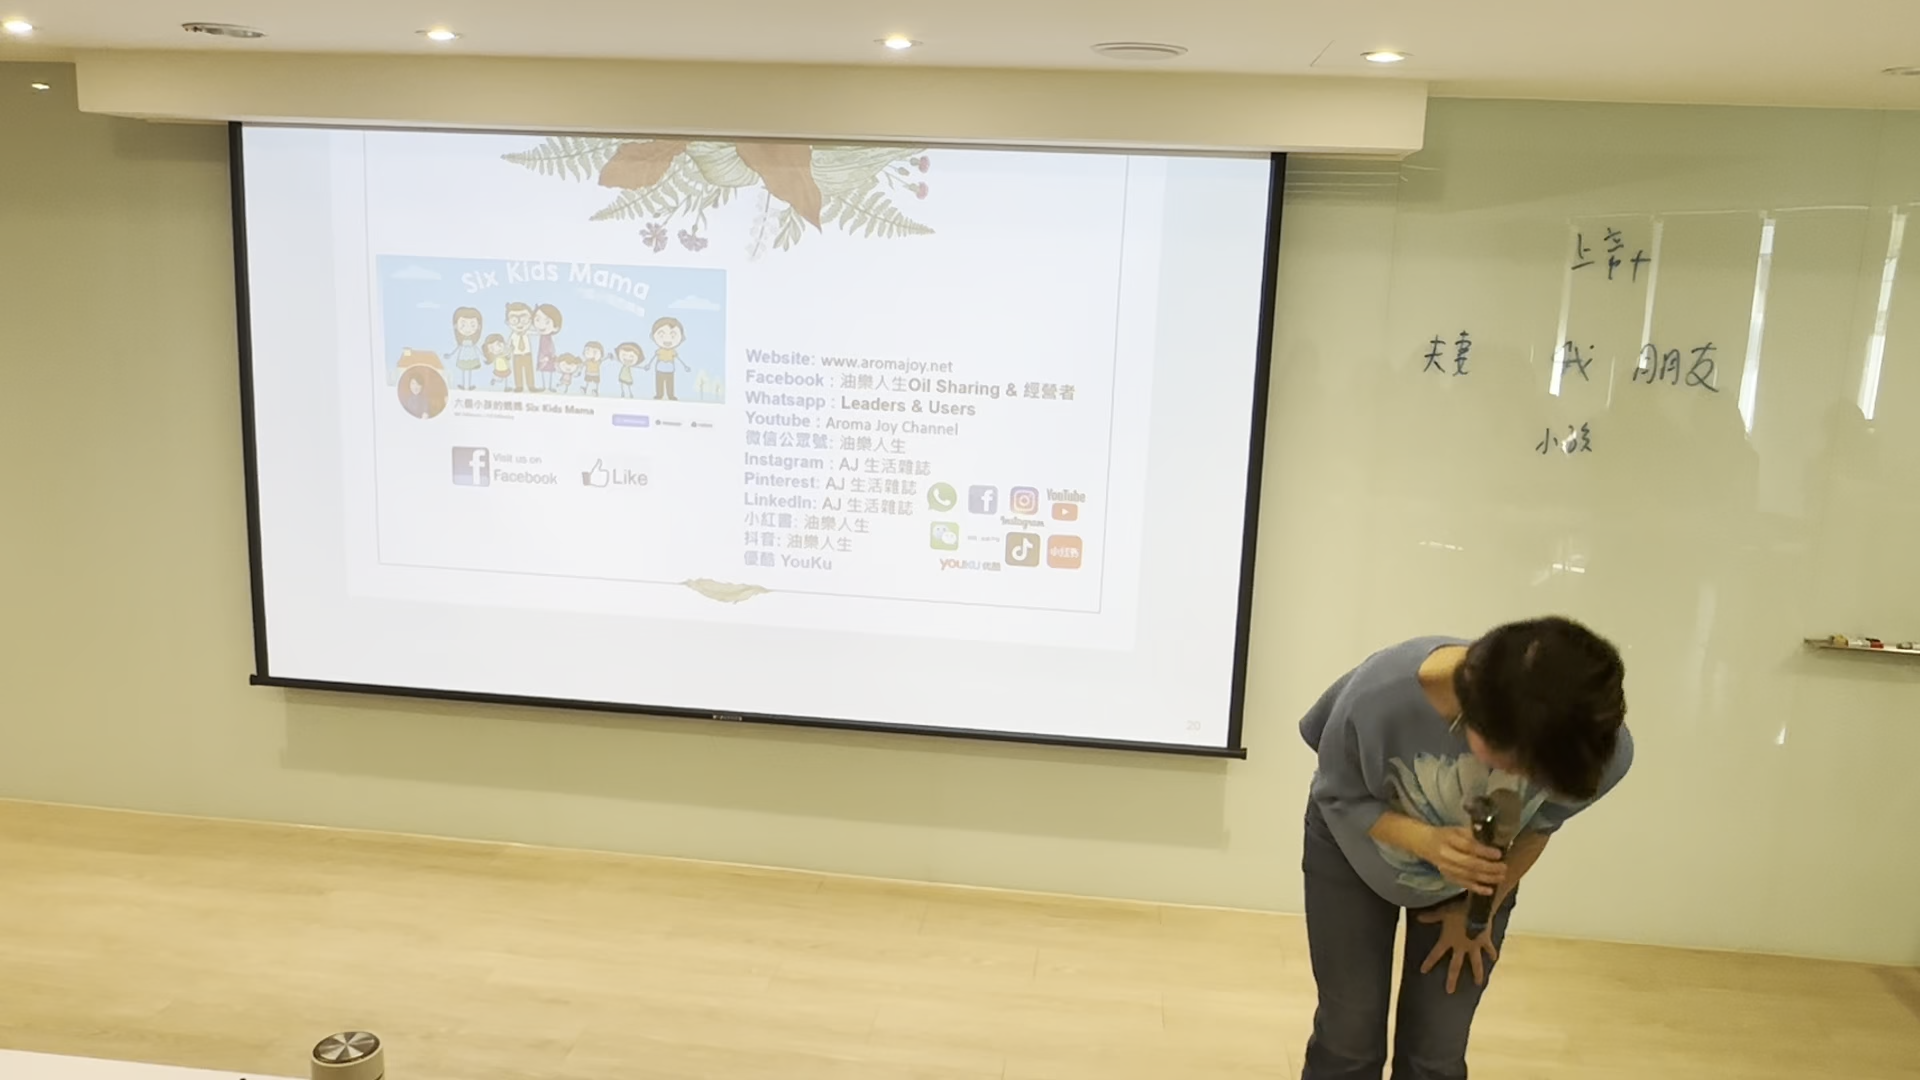 Six Kids Mama
六個小孩的媽媽 Six Kids Mama
Visit us on
Facebook
Like
Website: www.aromajoy.net
Facebook : 油樂人生Oil Sharing & 經營者
Whatsapp : Leaders & Users
Youtube : Aroma Joy Channel
微信公眾號: 油樂人生
Instagram : AJ 生活雜誌
Pinterest: AJ 生活雜誌
LinkedIn: AJ 生活雜誌
小紅書: 油樂人生
抖音: 油樂人生
優酷 YouKu
YouTube
Instagram
小红书
YOUKU 优酷
20
上帝
夫妻 我 朋友
小孩